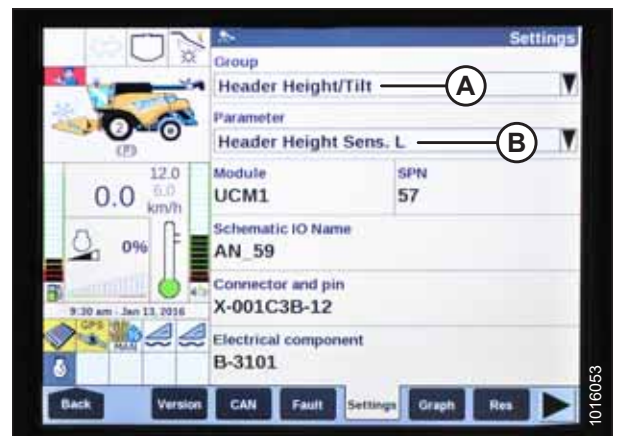 Settings
Group
Header Height/Tilt
A
Parameter
Header Height Sens. L
B
Module
SPN
UCM1
57
Schematic IO Name
AN_59
Connector and pin
X-001C3B-12
Electrical component
B-3101
2
(P)
12.0
6.0
0.0
km/h
0%
9:30 am - Jan 13, 2016
GPS
MAN
Back
Version
CAN
Fault
Settings
Graph
Res
1016053